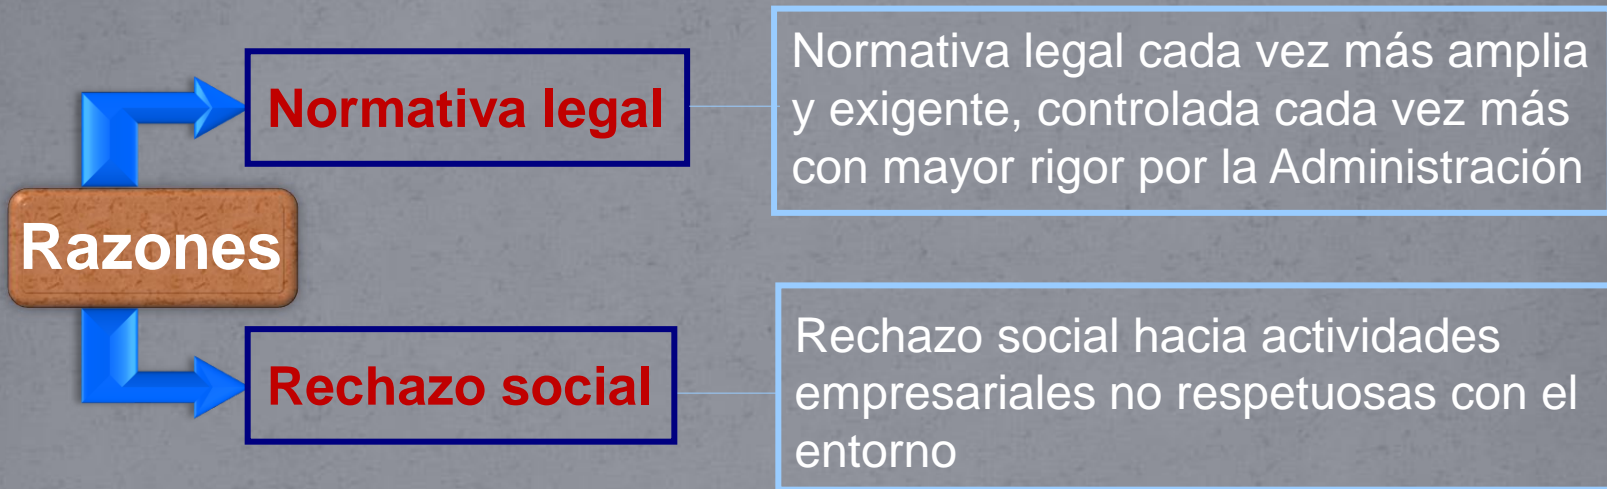 Razones
Normativa legal
Normativa legal cada vez más amplia
y exigente, controlada cada vez más
con mayor rigor por la Administración
Rechazo social
Rechazo social hacia actividades
empresariales no respetuosas con el
entorno